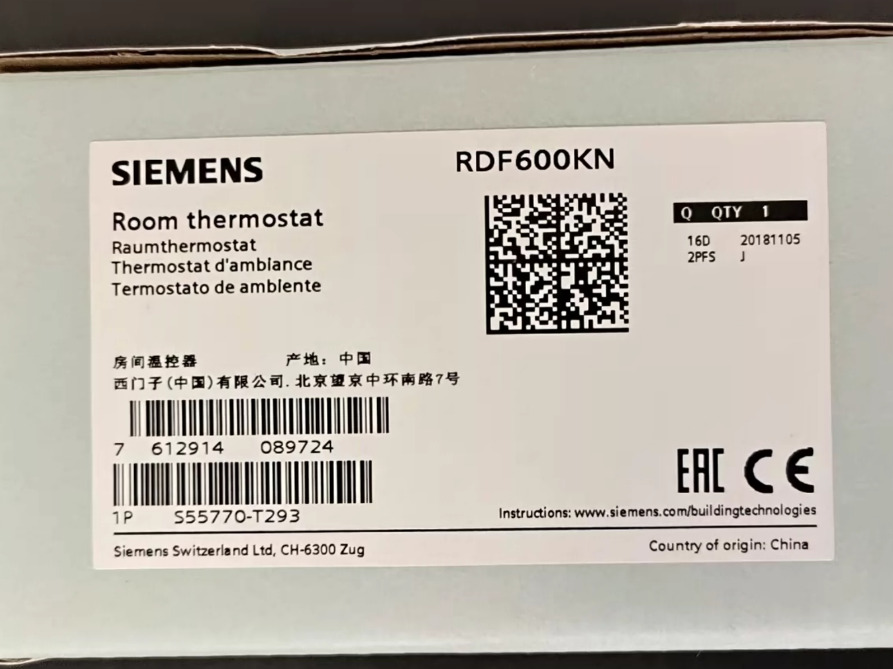 SIEMENS
RDF600KN
Room thermostat
Raumthermostat
Thermostat d'ambiance
Termostato de ambiente
Q QTY 1
16D 20181105
2PFS J
房间温控器 产地: 中国
西门子(中国)有限公司. 北京望京中环南路7号
7 612914 089724
1P S55770-T293
EAC CE
Instructions: www.siemens.com/buildingtechnologies
Siemens Switzerland Ltd, CH-6300 Zug
Country of origin: China